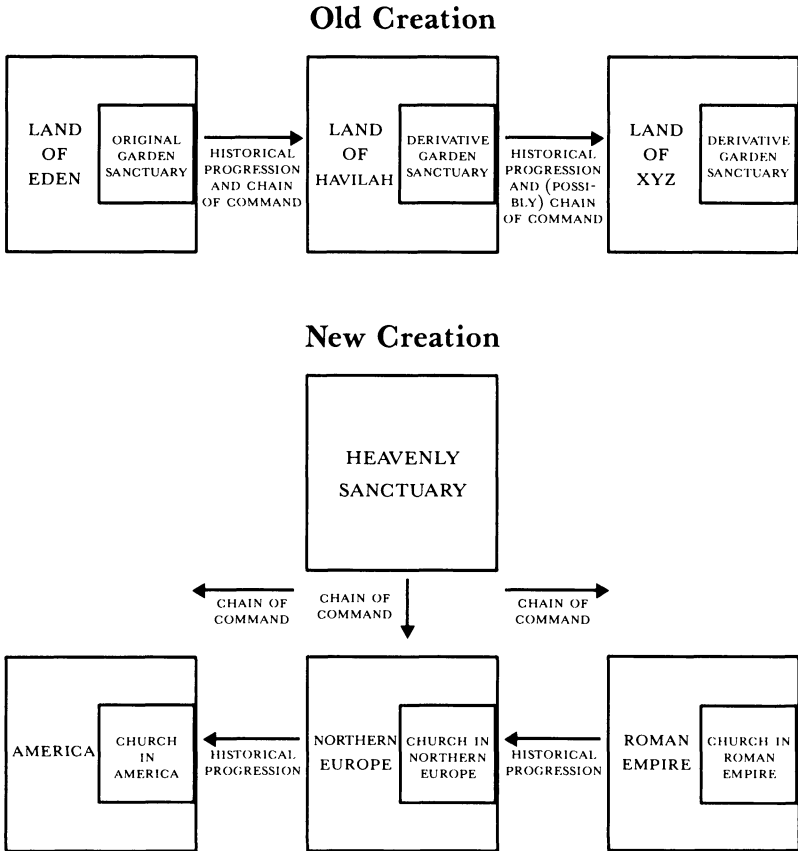 Old Creation
LAND
OF
EDEN
ORIGINAL
GARDEN
SANCTUARY
HISTORICAL
PROGRESSION
AND CHAIN
OF COMMAND
LAND
OF
HAVILAH
DERIVATIVE
GARDEN
SANCTUARY
HISTORICAL
PROGRESSION
AND (POSSI-
BLY) CHAIN
OF COMMAND
LAND
OF
XYZ
DERIVATIVE
GARDEN
SANCTUARY
New Creation
HEAVENLY
SANCTUARY
CHAIN OF
COMMAND
CHAIN OF
COMMAND
CHAIN OF
COMMAND
AMERICA
CHURCH
IN
AMERICA
HISTORICAL
PROGRESSION
NORTHERN
EUROPE
CHURCH IN
NORTHERN
EUROPE
HISTORICAL
PROGRESSION
ROMAN
EMPIRE
CHURCH IN
ROMAN
EMPIRE